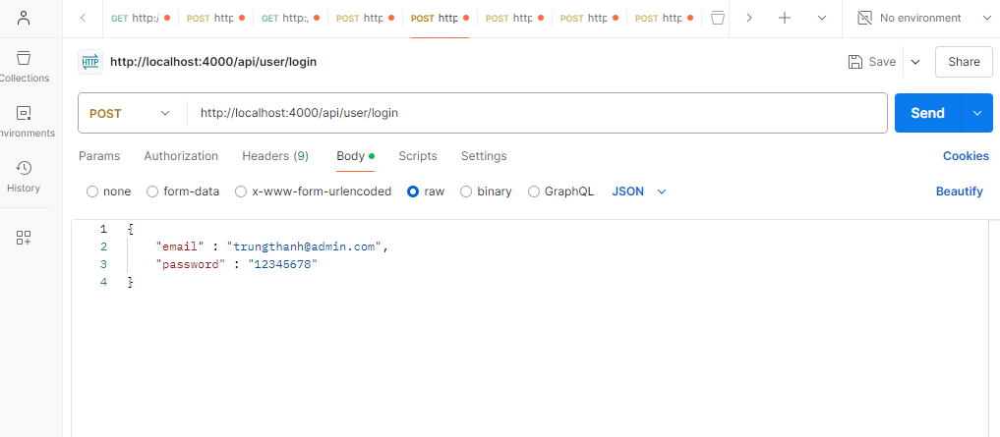 GET http:/ POST http GET http:, POST http POST http POST http POST http POST http No environment
HTTP http://localhost:4000/api/user/login Save Share
Collections
POST http://localhost:4000/api/user/login Send
nvironments
Params Authorization Headers (9) Body Scripts Settings Cookies
History
none form-data x-www-form-urlencoded raw binary GraphQL JSON Beautify
1 {
2 "email" : "trungthanh@admin.com",
3 "password" : "12345678"
4 }